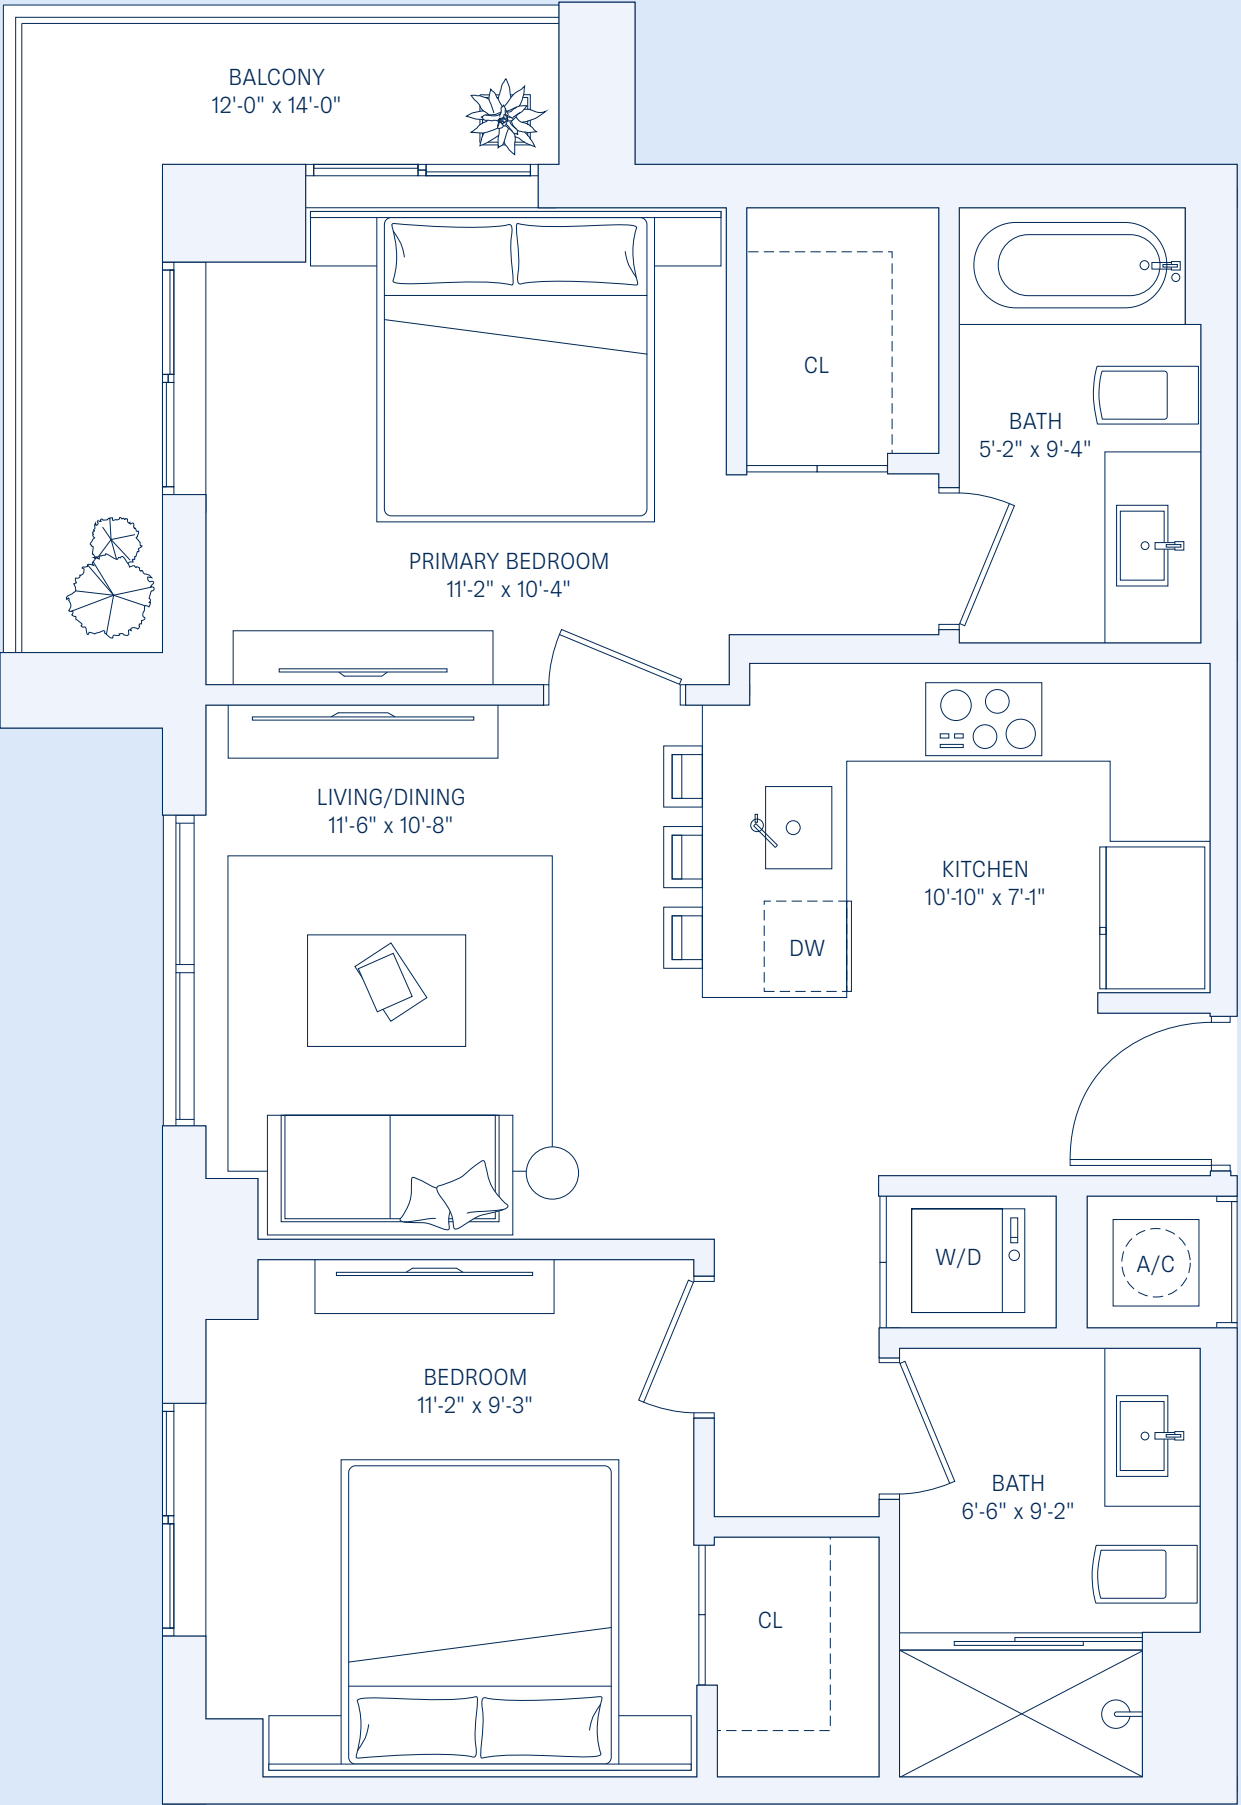 BALCONY
12'-0" x 14'-0"
CL
BATH
5'-2" x 9'-4"
PRIMARY BEDROOM
11'-2" x 10'-4"
LIVING/DINING
11'-6" x 10'-8"
KITCHEN
10'-10" x 7'-1"
DW
W/D
A/C
BEDROOM
11'-2" x 9'-3"
BATH
6'-6" x 9'-2"
CL